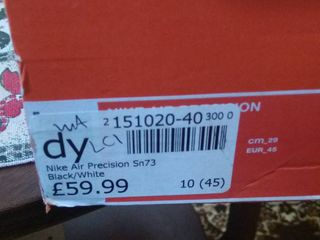 NIKE AIR PRECISION
2 151020-40 300 0
dy
Nike Air Precision Sn73
Black/White
£59.99
10 (45)
cm_29
EUR_45